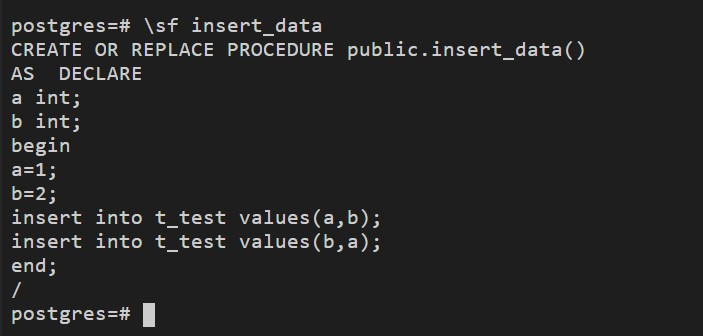 postgres=# \sf insert_data
CREATE OR REPLACE PROCEDURE public.insert_data()
AS  DECLARE
a int;
b int;
begin
a=1;
b=2;
insert into t_test values(a,b);
insert into t_test values(b,a);
end;
/
postgres=#